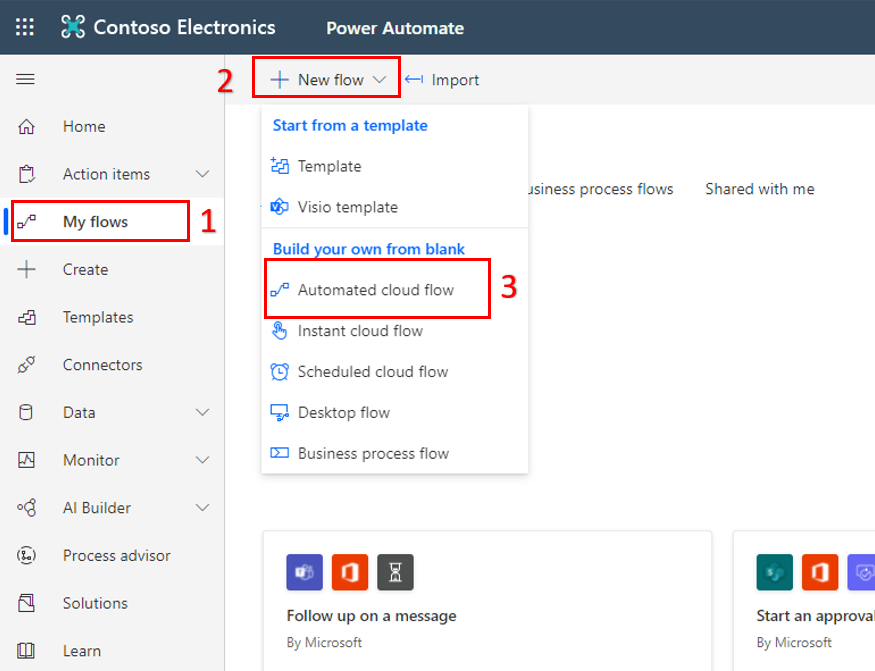 Contoso Electronics Power Automate
2 New flow Import
Home
Action items
My flows 1
Create
Templates
Connectors
Data
Monitor
AI Builder
Process advisor
Solutions
Learn
Start from a template
Template
Visio template
Build your own from blank
Automated cloud flow 3
Instant cloud flow
Scheduled cloud flow
Desktop flow
Business process flow
usiness process flows Shared with me
Follow up on a message
By Microsoft
Start an approval
By Microsoft